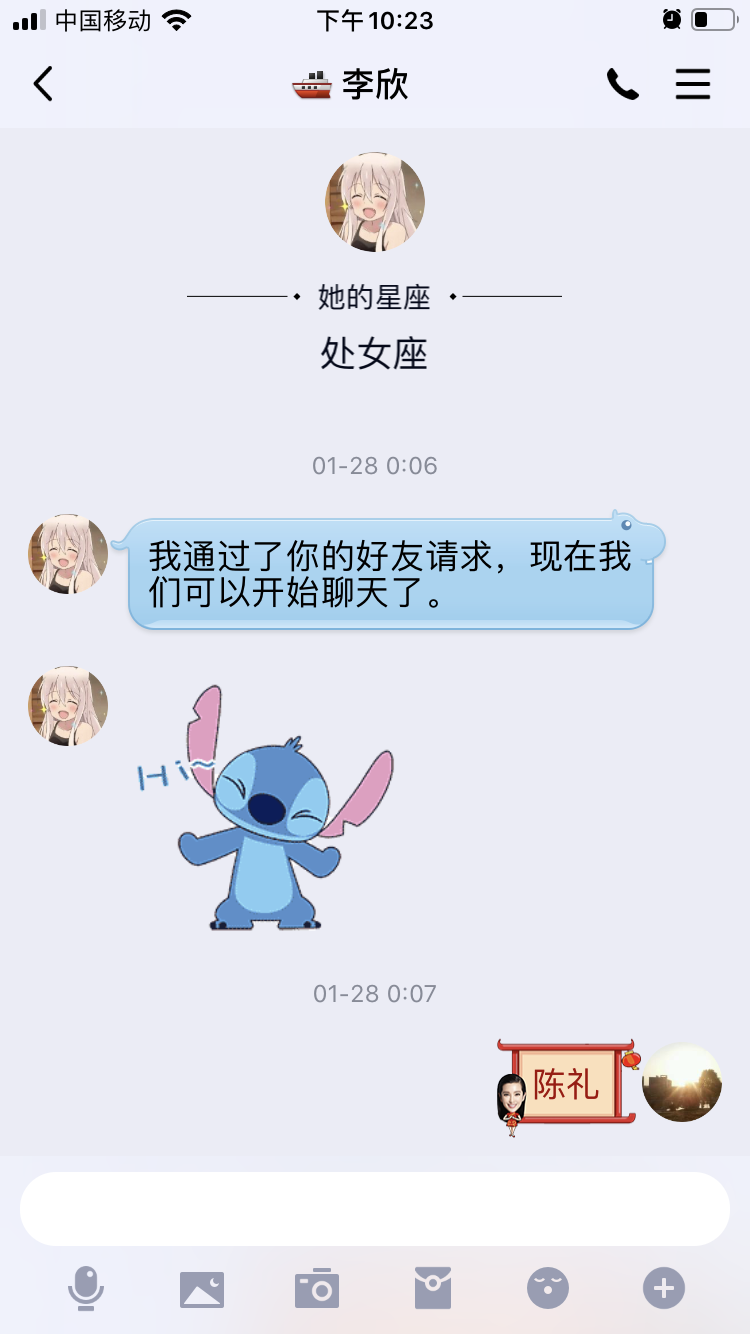 中国移动
下午10:23
李欣
她的星座
处女座
01-28 0:06
我通过了你的好友请求，现在我
们可以开始聊天了。
Hi~
01-28 0:07
陈礼